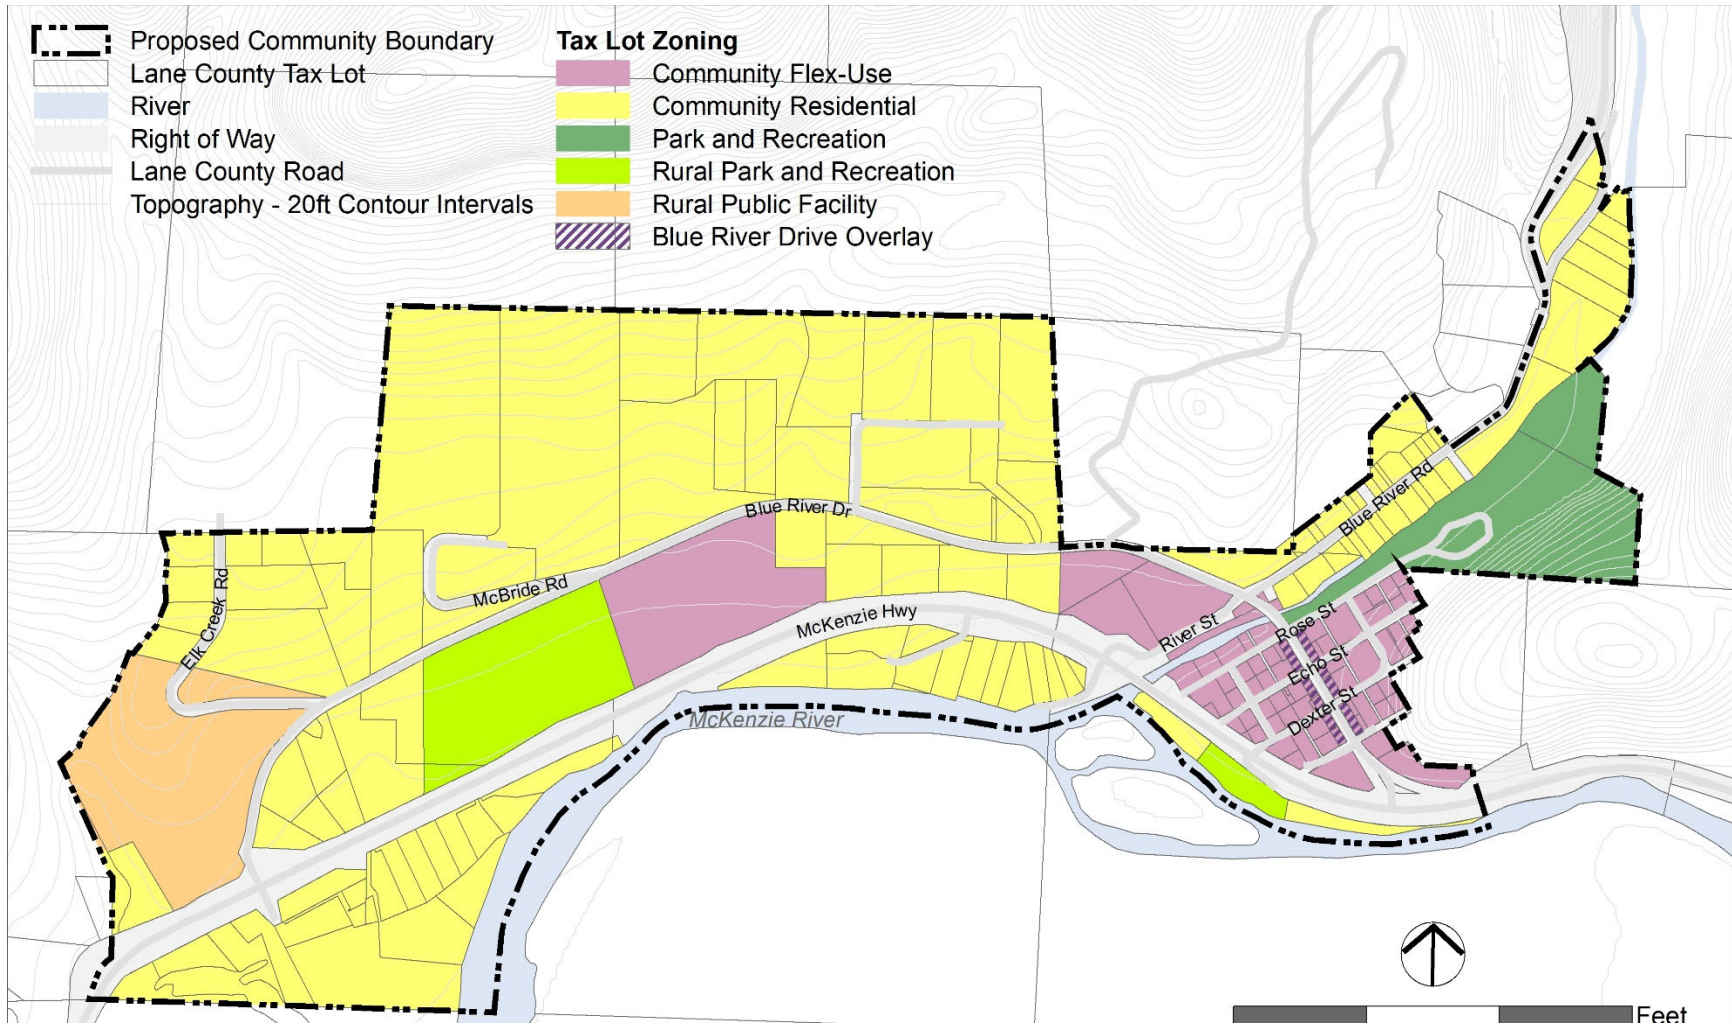 Proposed Community Boundary
Lane County Tax Lot
River
Right of Way
Lane County Road
Topography - 20ft Contour Intervals
Tax Lot Zoning
Community Flex-Use
Community Residential
Park and Recreation
Rural Park and Recreation
Rural Public Facility
Blue River Drive Overlay
Blue River Rd
Blue River Dr
McBride Rd
Elk Creek Rd
McKenzie Hwy
River St
Rose St
Echo St
Dexter St
McKenzie River
Feet